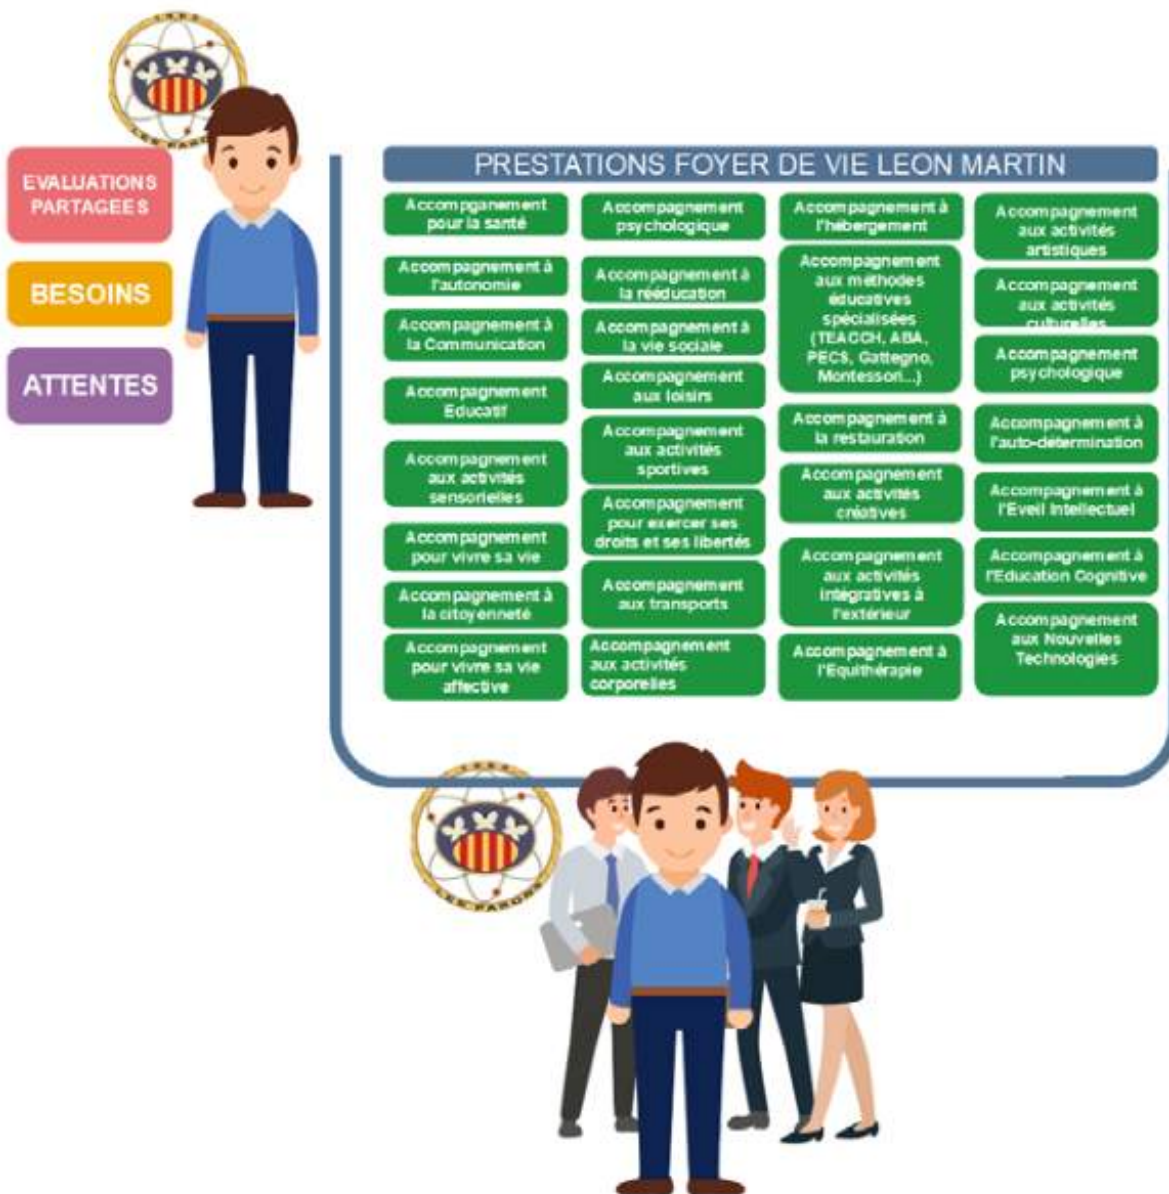 EVALUATIONS
PARTAGEES
BESOINS
ATTENTES
PRESTATIONS FOYER DE VIE LEON MARTIN
Accompganement
pour la santé
Accompagnement à
l'autonomie
Accompagnement à
la Communication
Accompagnement
Educatif
Accompagnement
aux activités
sensorielles
Accompagnement
pour vivre sa vie
Accompagnement à
la citoyenneté
Accompagnement
pour vivre sa vie
affective
Accompagnement
psychologique
Accompagnement à
la rééducation
Accompagnement à
la vie sociale
Accompagnement
aux loisirs
Accompagnement
aux activités
sportives
Accompagnement
pour exercer ses
droits et ses libertés
Accompagnement
aux transports
Accompagnement
aux activités
corporelles
Accompagnement à
l'hébergement
Accompagnement
aux méthodes
éducatives
spécialisées
(TEACCH, ABA,
PECS, Gattegno,
Montessori...)
Accompagnement à
la restauration
Accompagnement
aux activités
créatives
Accompagnement
aux activités
intégratives à
l'extérieur
Accompagnement à
l'Equithérapie
Accompagnement
aux activités
artistiques
Accompagnement
aux activités
culturelles
Accompagnement
psychologique
Accompagnement à
l'auto-détermination
Accompagnement à
l'Eveil Intellectuel
Accompagnement à
l'Education Cognitive
Accompagnement
aux Nouvelles
Technologies
LES PARONS